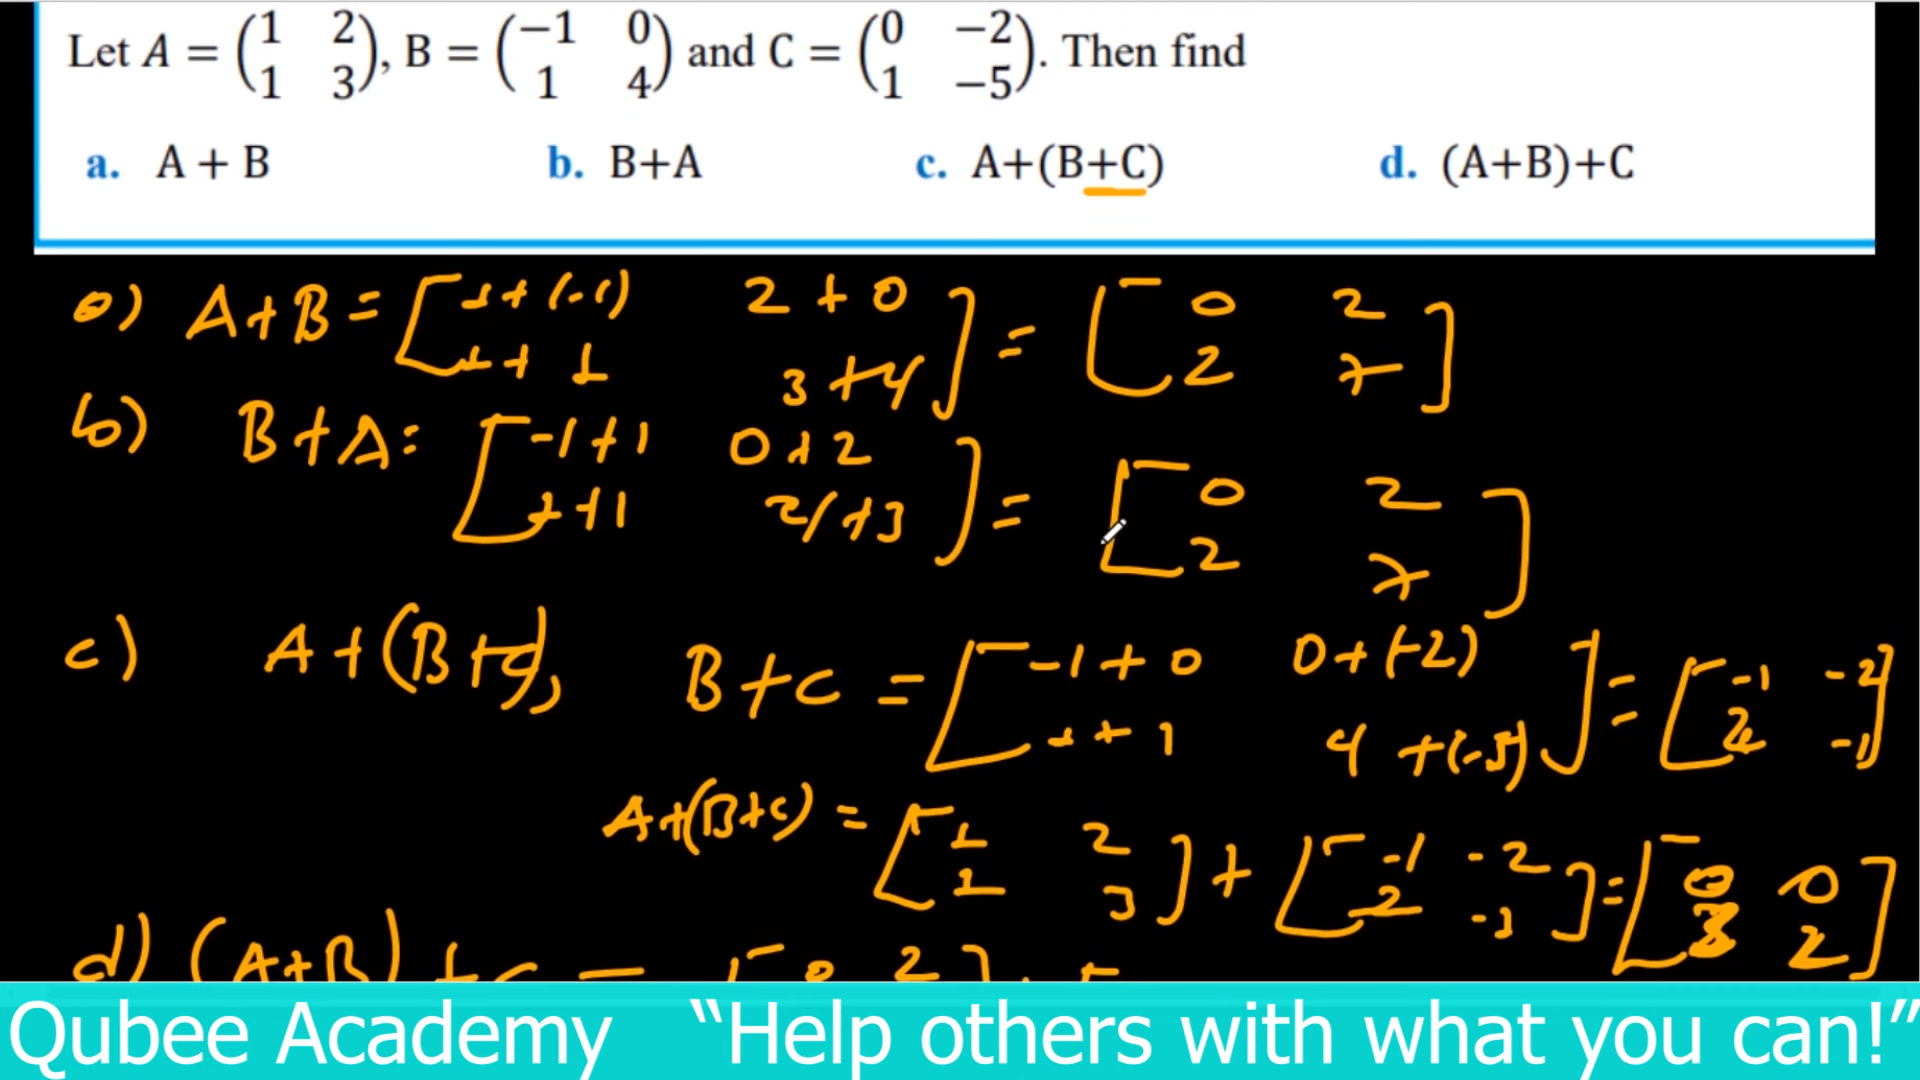 Let A = (1 2 1 3), B = (−1 0 1 4) and C = (0 −2 1 −5). Then find
a. A + B b. B+A c. A+(B+C) d. (A+B)+C
a) A+B = [1+(-1) 2+0 1+1 3+4] = [0 2 2 7]
b) B+A = [-1+1 0+2 1+1 4+3] = [0 2 2 7]
c) A+(B+C), B+C = [-1+0 0+(-2) 1+1 4+(-5)] = [-1 -2 2 -1]
A+(B+C) = [1 2 1 3] + [-1 -2 2 -1] = [0 0 3 2]
d) (A+B)+C = [0 2]
Qubee Academy “Help others with what you can!”